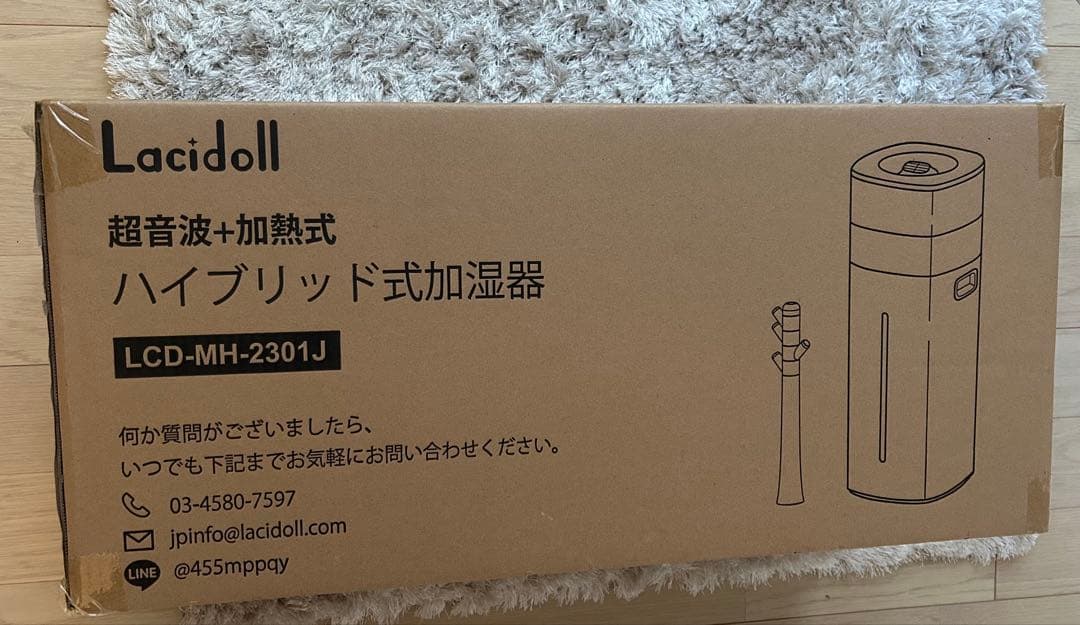 Lacidoll
超音波+加熱式
ハイブリッド式加湿器
LCD-MH-2301J
何か質問がございましたら、
いつでも下記までお気軽にお問い合わせください。
03-4580-7597
jpinfo@lacidoll.com
LINE @455mppqy